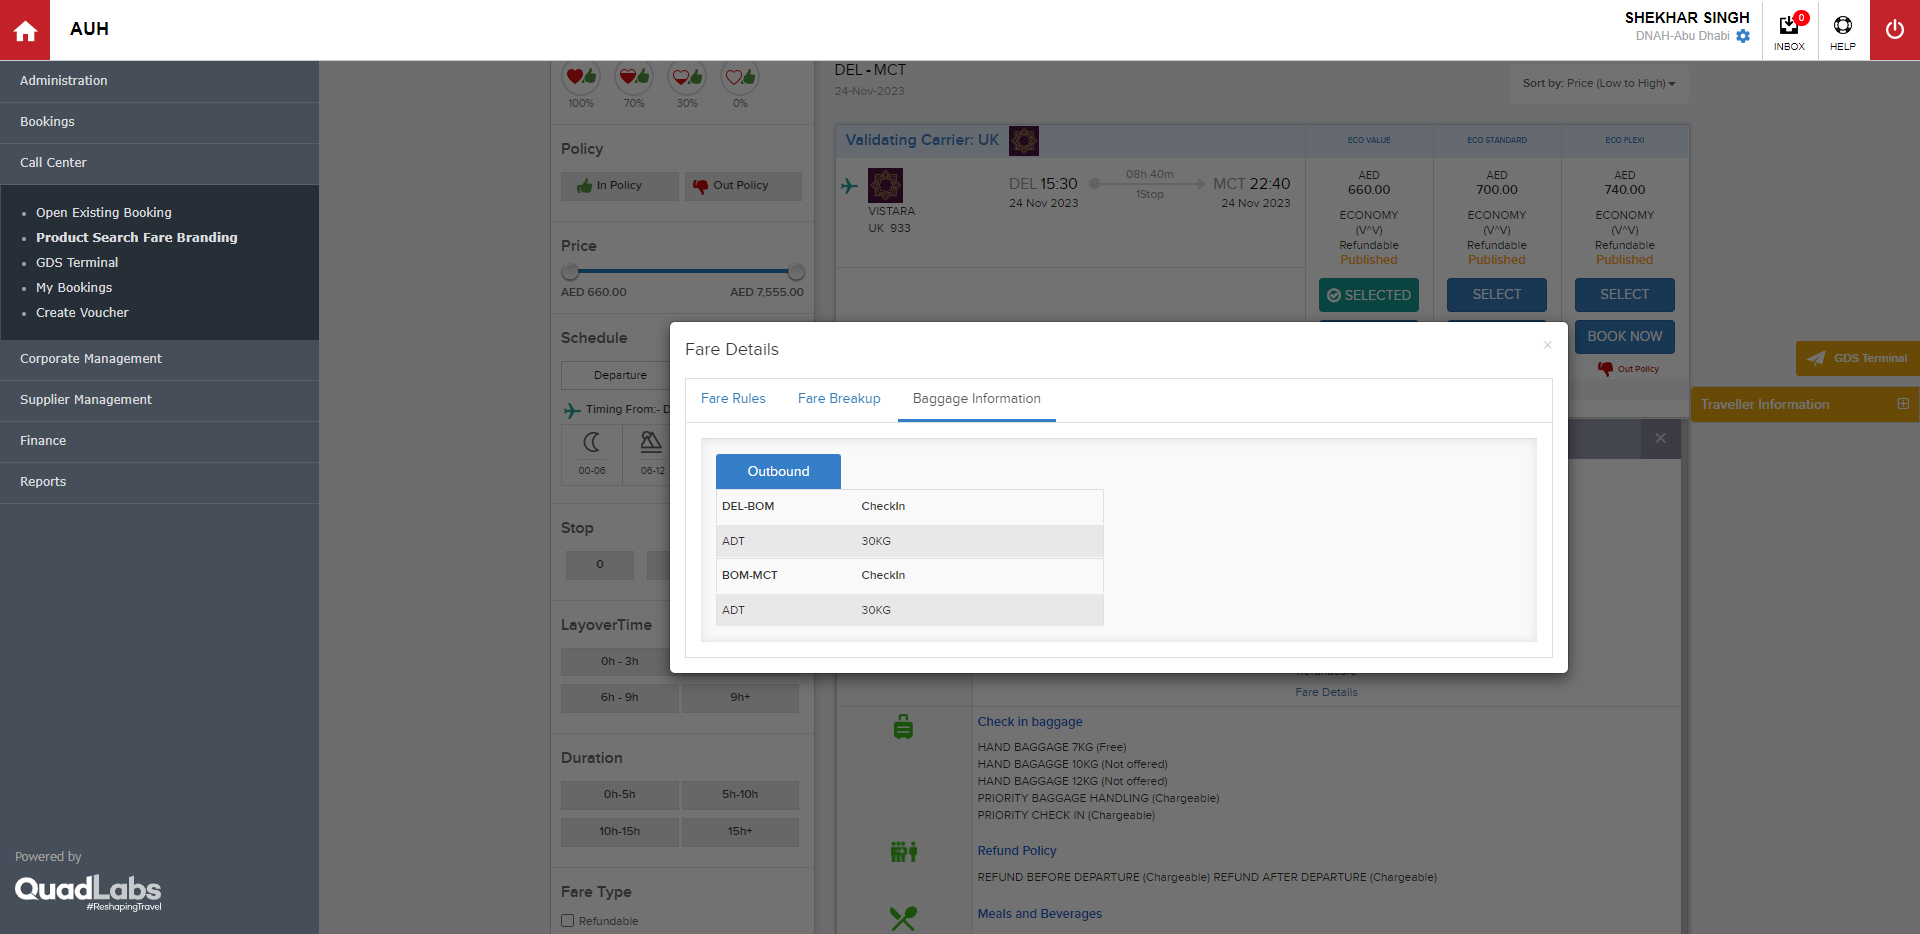 AUH
SHEKHAR SINGH
DNAH-Abu Dhabi
0
INBOX
HELP
Administration
Bookings
Call Center
Open Existing Booking
Product Search Fare Branding
GDS Terminal
My Bookings
Create Voucher
Corporate Management
Supplier Management
Finance
Reports
Powered by
QuadLabs
#ReshapingTravel
100% 70% 30% 0%
Policy
In Policy Out Policy
Price
AED 660.00 AED 7,555.00
Schedule
Departure
Timing From:- D
00-06 06-12
Stop
0
LayoverTime
0h - 3h
6h - 9h 9h+
Duration
0h-5h 5h-10h
10h-15h 15h+
Fare Type
Refundable
DEL - MCT
24-Nov-2023
Sort by: Price (Low to High)
Validating Carrier: UK
ECO VALUE ECO STANDARD ECO FLEXI
VISTARA
UK 933
DEL 15:30
24 Nov 2023
08h 40m
1Stop
MCT 22:40
24 Nov 2023
AED
660.00
ECONOMY
(V^V)
Refundable
Published
SELECTED
AED
700.00
ECONOMY
(V^V)
Refundable
Published
SELECT
AED
740.00
ECONOMY
(V^V)
Refundable
Published
SELECT
BOOK NOW
Out Policy
GDS Terminal
Traveller Information
Fare Details
×
Fare Rules Fare Breakup Baggage Information
Outbound
DEL-BOM CheckIn
ADT 30KG
BOM-MCT CheckIn
ADT 30KG
Fare Details
Check in baggage
HAND BAGGAGE 7KG (Free)
HAND BAGAGGE 10KG (Not offered)
HAND BAGGAGE 12KG (Not offered)
PRIORITY BAGGAGE HANDLING (Chargeable)
PRIORITY CHECK IN (Chargeable)
Refund Policy
REFUND BEFORE DEPARTURE (Chargeable) REFUND AFTER DEPARTURE (Chargeable)
Meals and Beverages